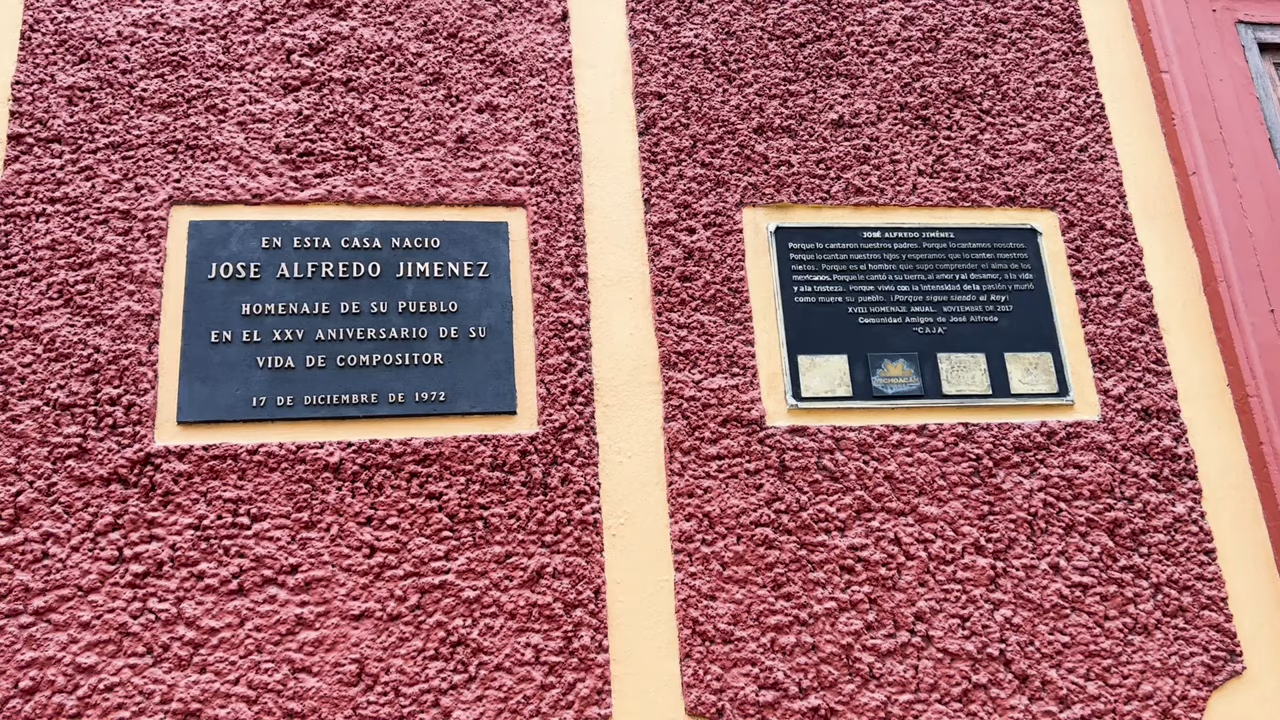 EN ESTA CASA NACIO
JOSE ALFREDO JIMENEZ
HOMENAJE DE SU PUEBLO
EN EL XXV ANIVERSARIO DE SU
VIDA DE COMPOSITOR
17 DE DICIEMBRE DE 1972
JOSÉ ALFREDO JIMÉNEZ
Porque lo cantaron nuestros padres. Porque lo cantamos nosotros.
Porque lo cantan nuestros hijos y esperamos que lo canten nuestros
nietos. Porque es el hombre que supo comprender el alma de los
mexicanos. Porque le cantó a su tierra, al amor y al desamor, a la vida
y a la tristeza. Porque vivió con la intensidad de la pasión y murió
como muere su pueblo. ¡Porque sigue siendo el Rey!
XVIII HOMENAJE ANUAL. NOVIEMBRE DE 2017
Comunidad Amigos de José Alfredo
"CAJA"